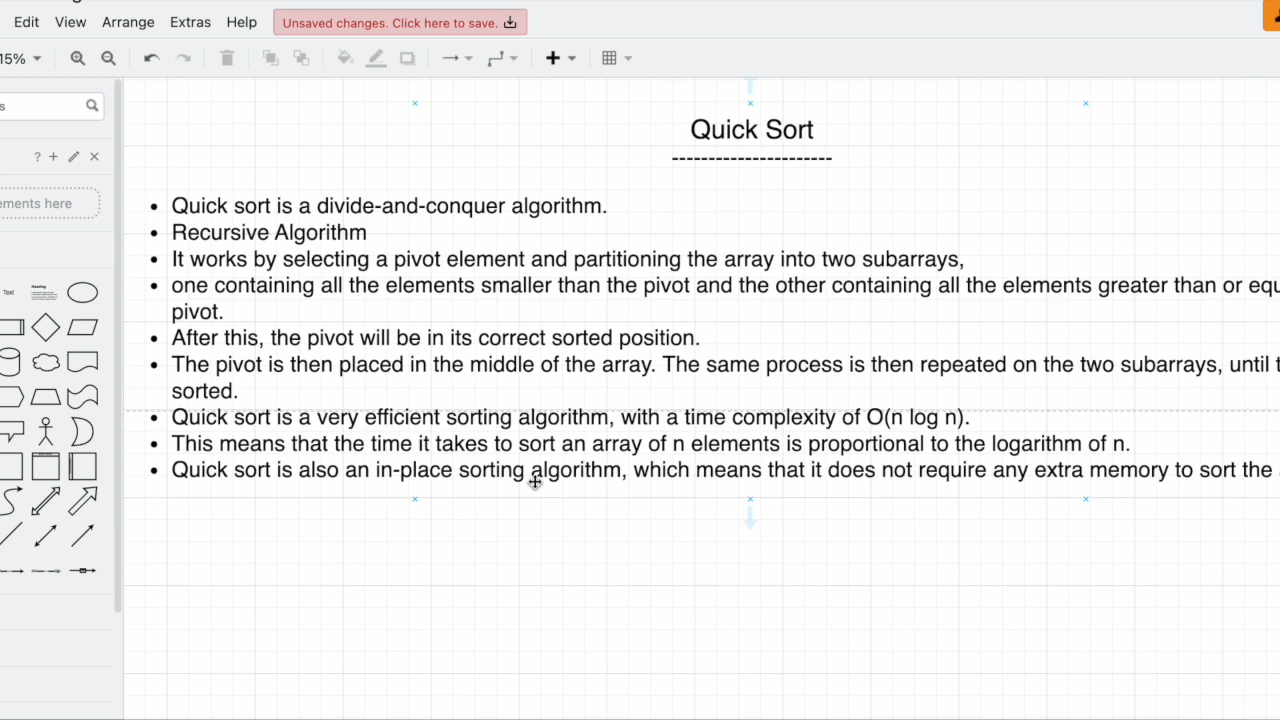 Edit View Arrange Extras Help Unsaved changes. Click here to save.
15%
s
? + ×
ements here
Text Heading
Quick Sort
----------------------
• Quick sort is a divide-and-conquer algorithm.
• Recursive Algorithm
• It works by selecting a pivot element and partitioning the array into two subarrays,
• one containing all the elements smaller than the pivot and the other containing all the elements greater than or equ
pivot.
• After this, the pivot will be in its correct sorted position.
• The pivot is then placed in the middle of the array. The same process is then repeated on the two subarrays, until t
sorted.
• Quick sort is a very efficient sorting algorithm, with a time complexity of O(n log n).
• This means that the time it takes to sort an array of n elements is proportional to the logarithm of n.
• Quick sort is also an in-place sorting algorithm, which means that it does not require any extra memory to sort the